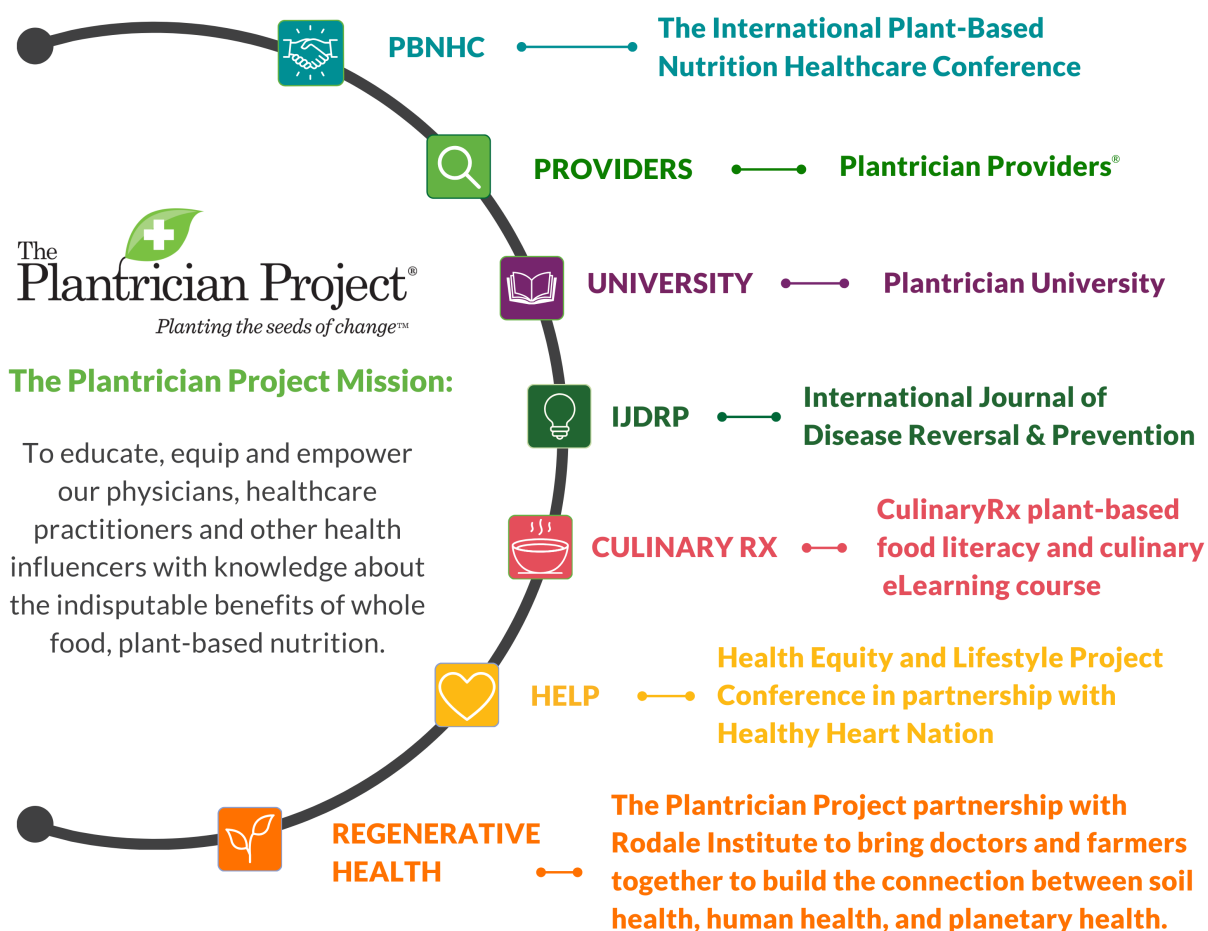 The
Plantrician Project®
Planting the seeds of change™
The Plantrician Project Mission:
To educate, equip and empower
our physicians, healthcare
practitioners and other health
influencers with knowledge about
the indisputable benefits of whole
food, plant-based nutrition.
PBNHC
The International Plant-Based
Nutrition Healthcare Conference
PROVIDERS
Plantrician Providers®
UNIVERSITY
Plantrician University
IJDRP
International Journal of
Disease Reversal & Prevention
CULINARY RX
CulinaryRx plant-based
food literacy and culinary
eLearning course
HELP
Health Equity and Lifestyle Project
Conference in partnership with
Healthy Heart Nation
REGENERATIVE
HEALTH
The Plantrician Project partnership with
Rodale Institute to bring doctors and farmers
together to build the connection between soil
health, human health, and planetary health.